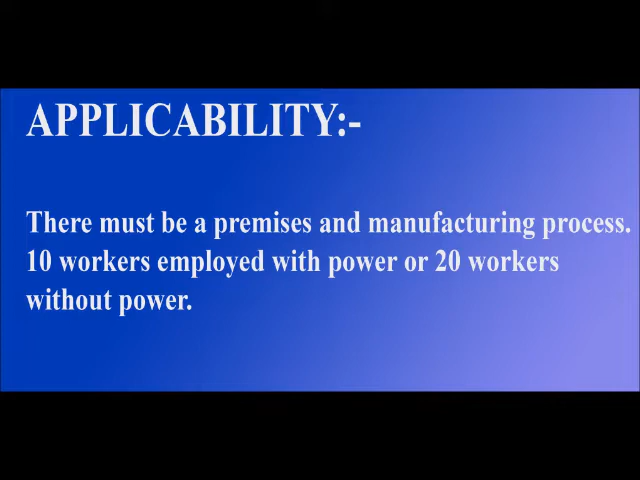 APPLICABILITY:-
There must be a premises and manufacturing process.
10 workers employed with power or 20 workers
without power.